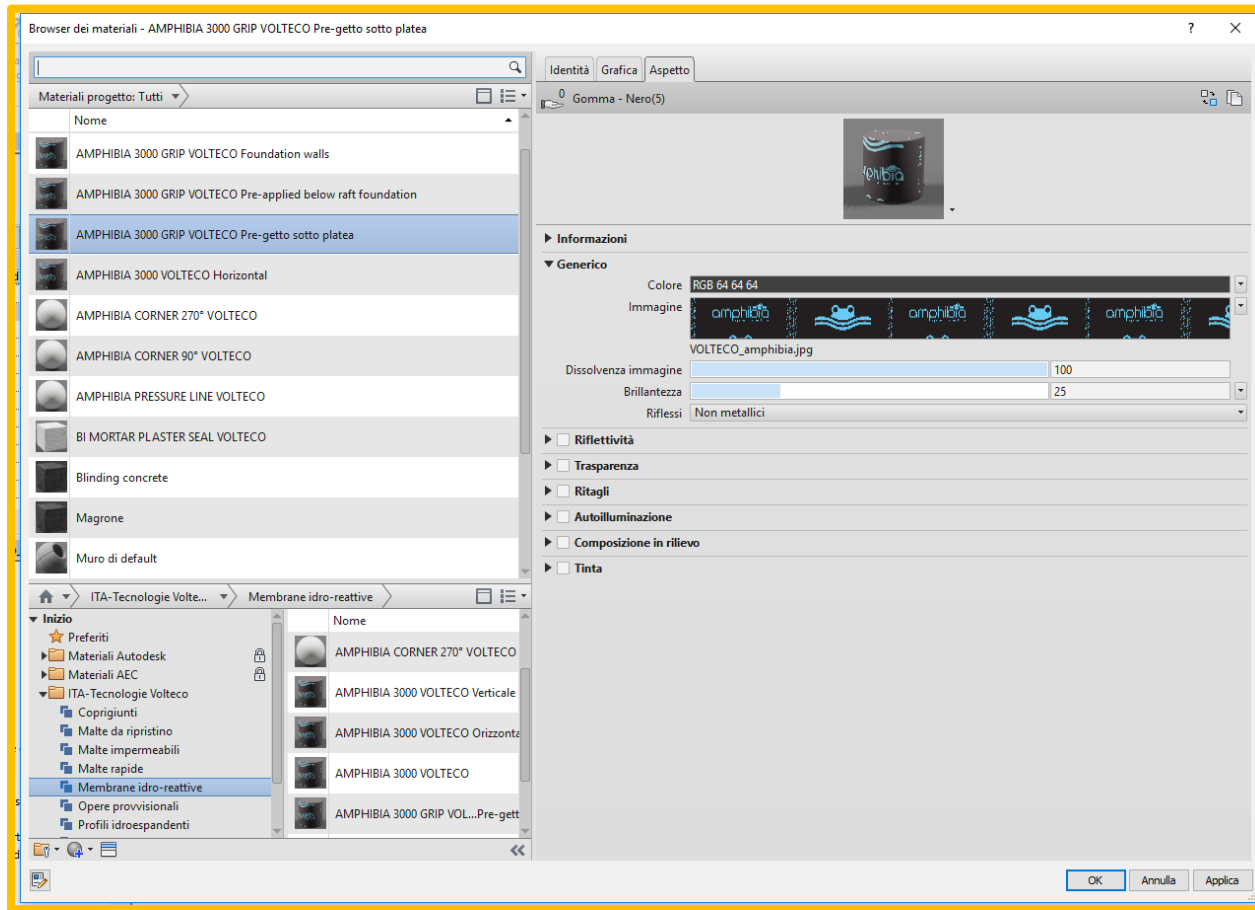 Browser dei materiali - AMPHIBIA 3000 GRIP VOLTECO Pre-getto sotto platea
? ×
Materiali progetto: Tutti
Nome
AMPHIBIA 3000 GRIP VOLTECO Foundation walls
AMPHIBIA 3000 GRIP VOLTECO Pre-applied below raft foundation
AMPHIBIA 3000 GRIP VOLTECO Pre-getto sotto platea
AMPHIBIA 3000 VOLTECO Horizontal
AMPHIBIA CORNER 270° VOLTECO
AMPHIBIA CORNER 90° VOLTECO
AMPHIBIA PRESSURE LINE VOLTECO
BI MORTAR PLASTER SEAL VOLTECO
Blinding concrete
Magrone
Muro di default
ITA-Tecnologie Volte... Membrane idro-reattive
Inizio
Preferiti
Materiali Autodesk
Materiali AEC
ITA-Tecnologie Volteco
Coprigiunti
Malte da ripristino
Malte impermeabili
Malte rapide
Membrane idro-reattive
Opere provvisionali
Profili idroespandenti
Nome
AMPHIBIA CORNER 270° VOLTECO
AMPHIBIA 3000 VOLTECO Verticale
AMPHIBIA 3000 VOLTECO Orizzonta
AMPHIBIA 3000 VOLTECO
AMPHIBIA 3000 GRIP VOL...Pre-gett
Identità Grafica Aspetto
0 Gomma - Nero(5)
phibia
Informazioni
Generico
Colore RGB 64 64 64
Immagine amphibia amphibia amphibia
VOLTECO_amphibia.jpg
Dissolvenza immagine 100
Brillantezza 25
Riflessi Non metallici
Riflettività
Trasparenza
Ritagli
Autoilluminazione
Composizione in rilievo
Tinta
OK Annulla Applica